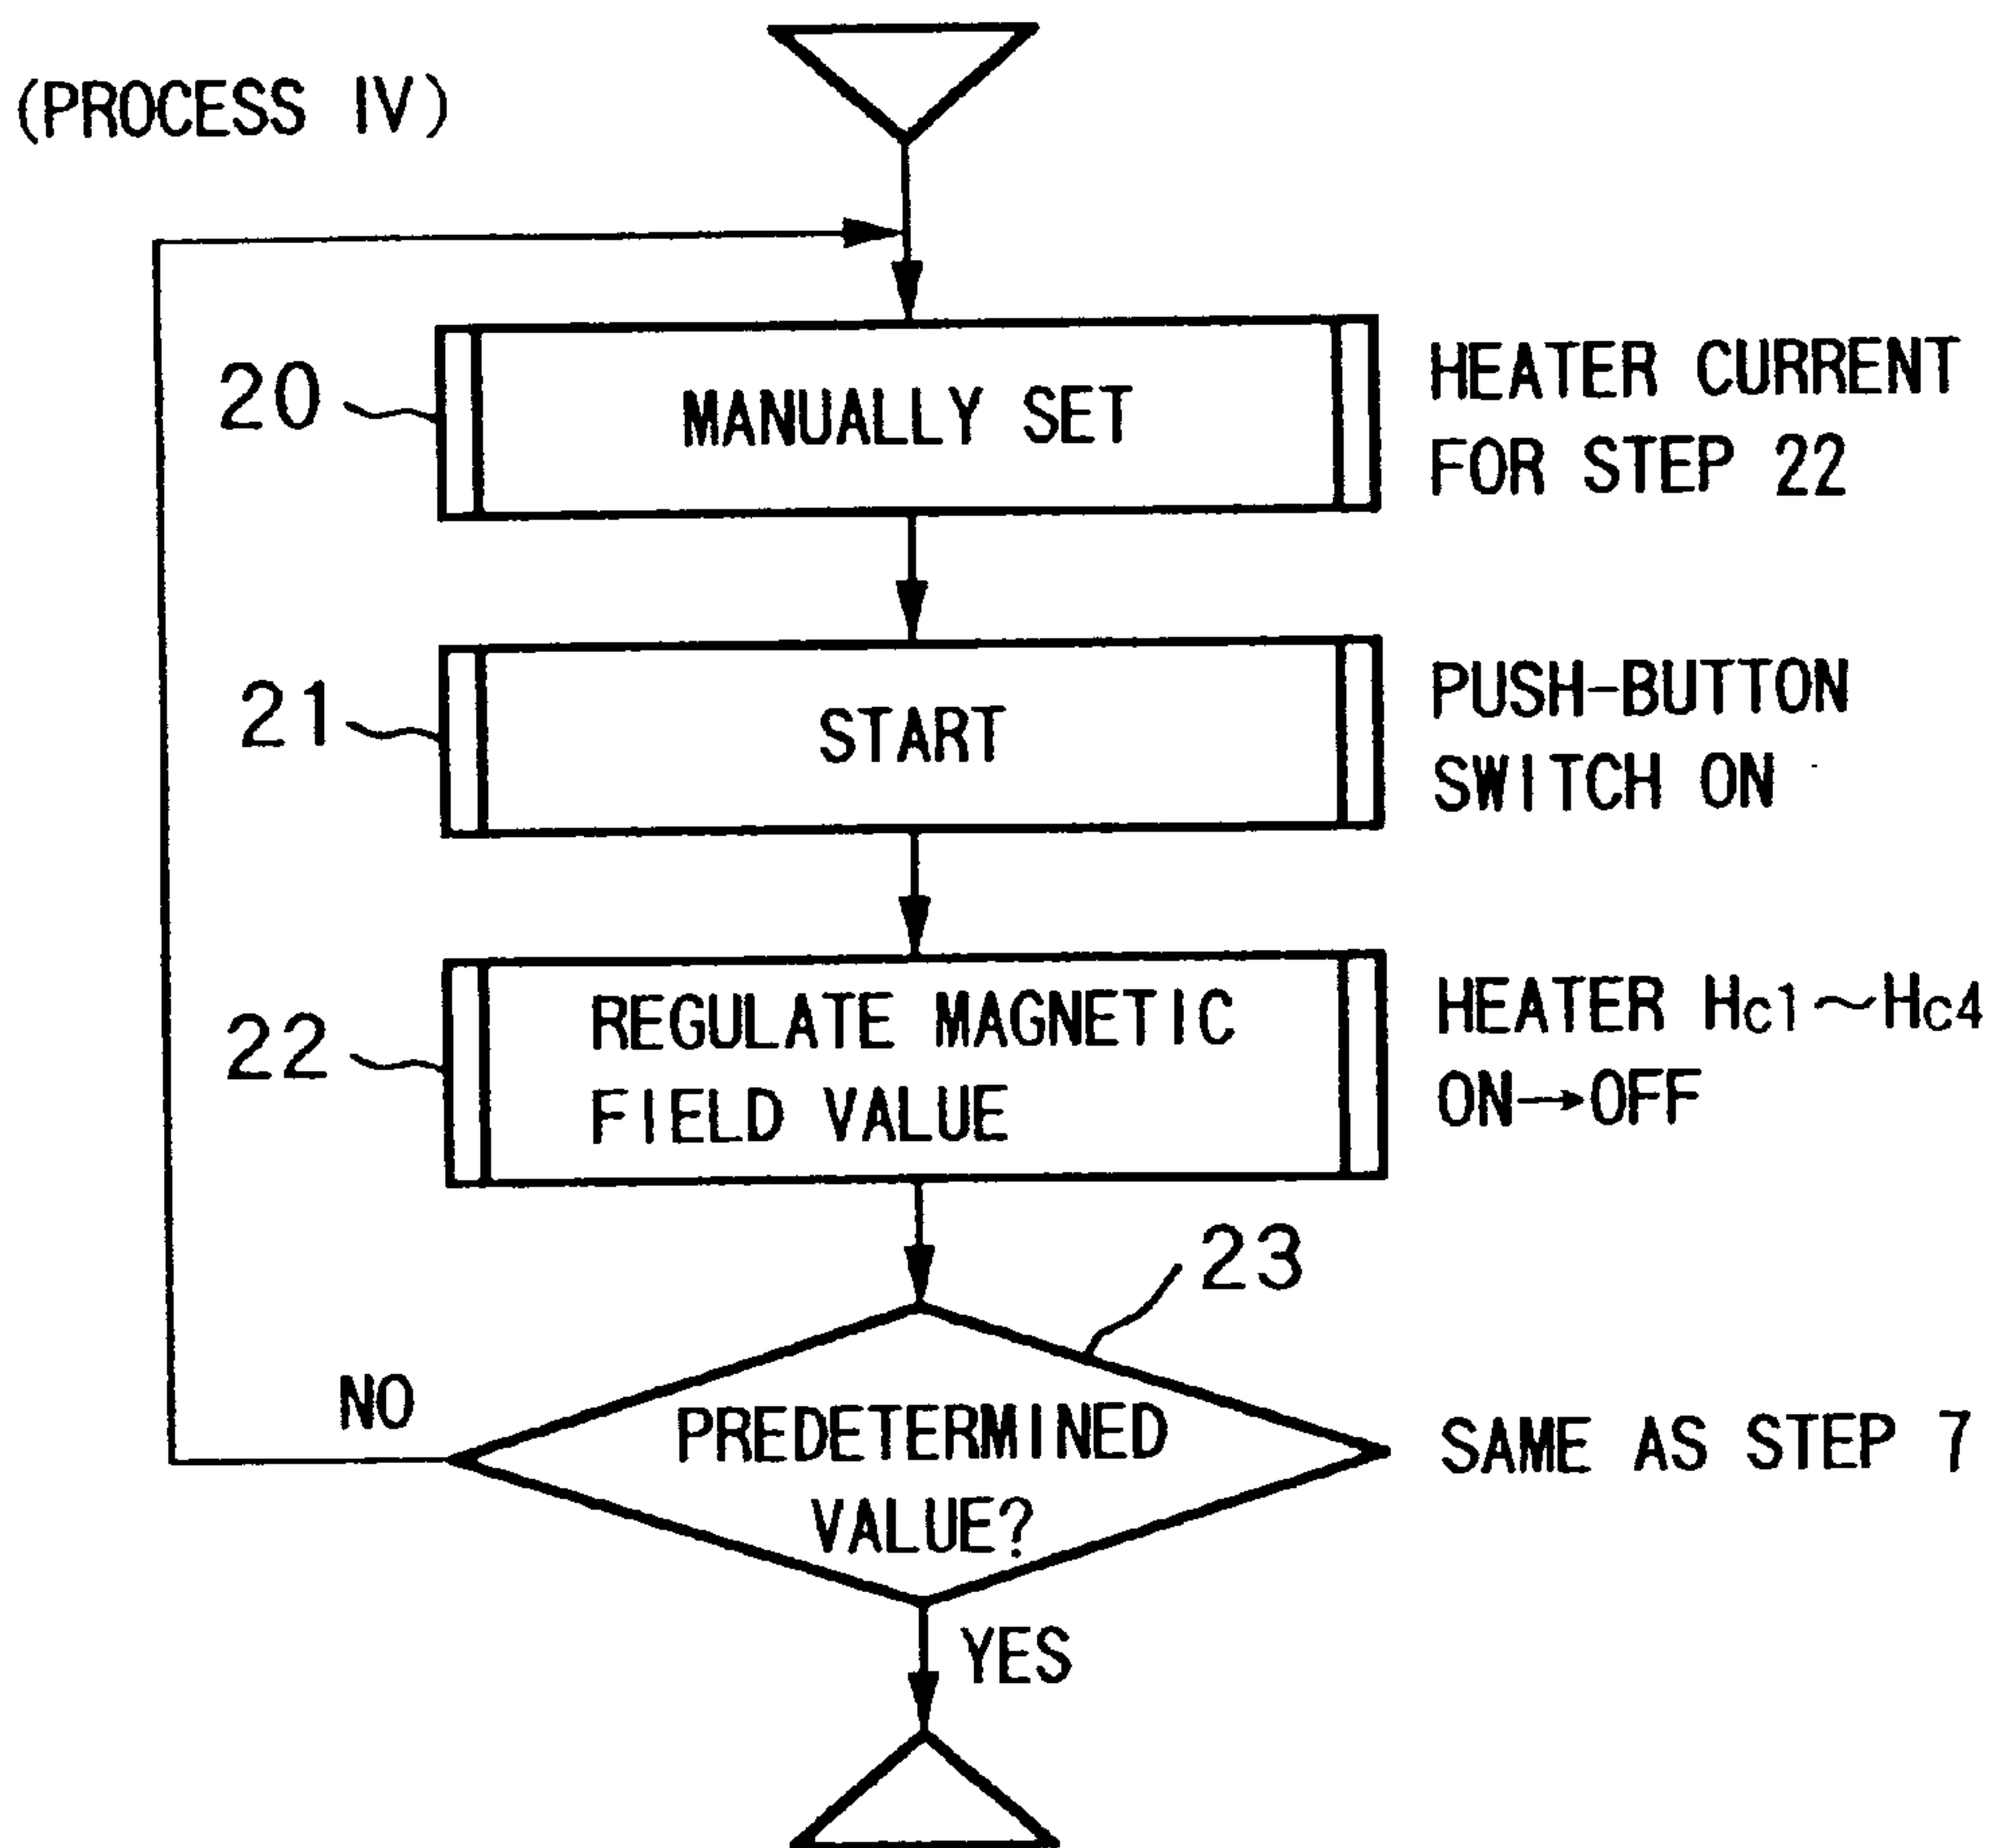 (PROCESS IV)
20
MANUALLY SET
HEATER CURRENT
FOR STEP 22
21
START
PUSH-BUTTON
SWITCH ON
22
REGULATE MAGNETIC
FIELD VALUE
HEATER Hc1~Hc4
ON→OFF
23
NO
PREDETERMINED
VALUE?
SAME AS STEP 7
YES